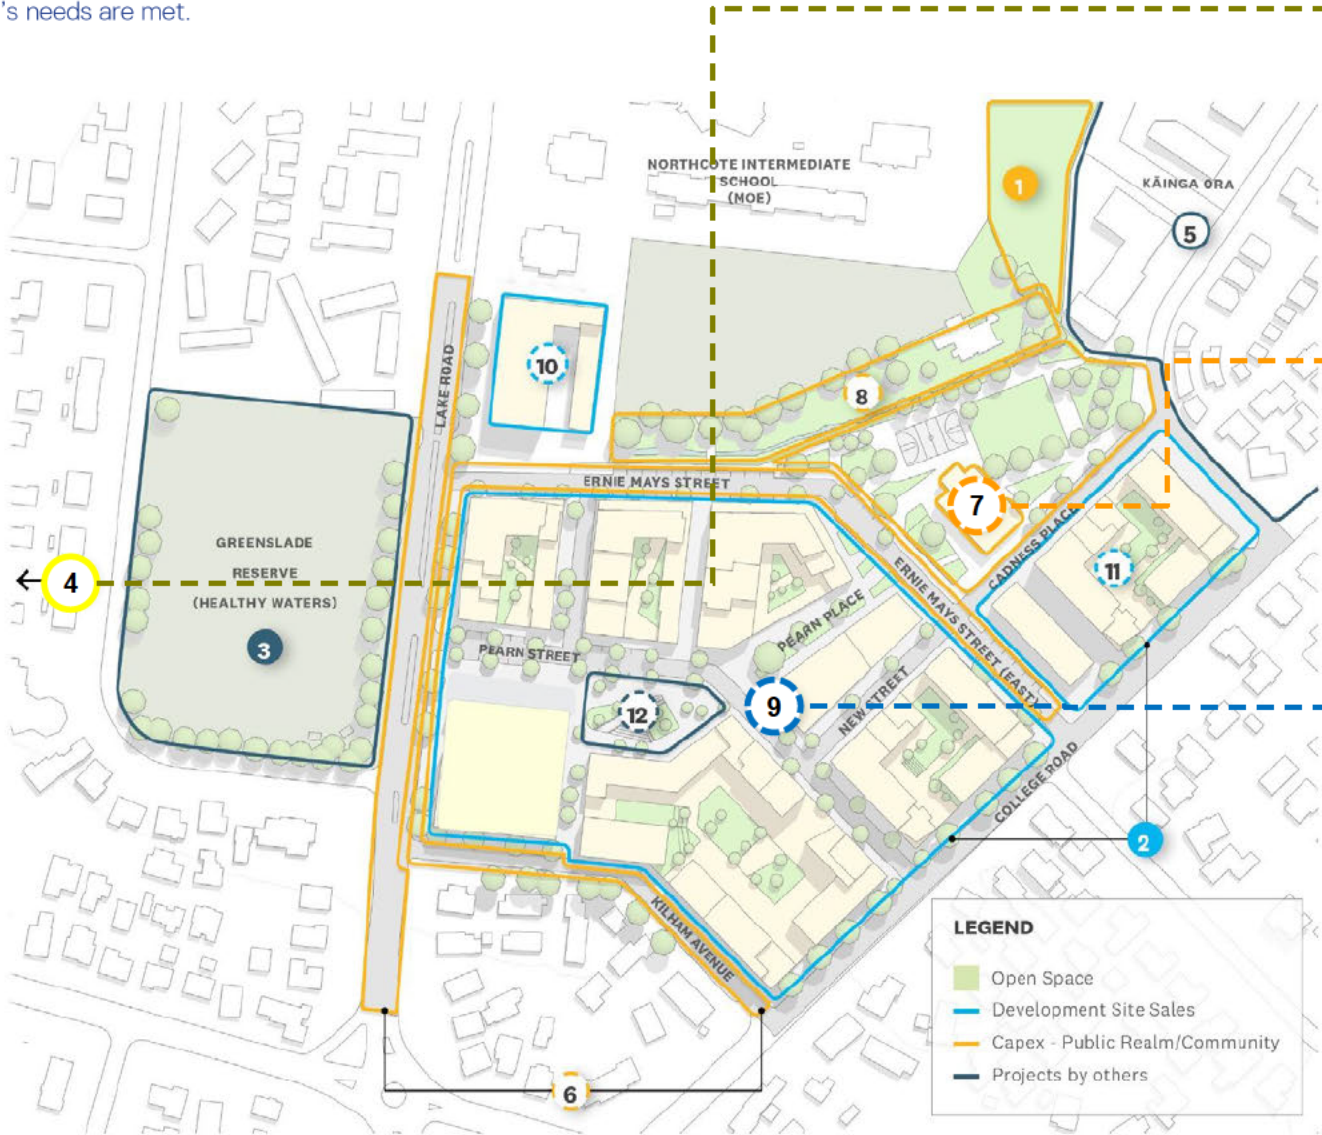 's needs are met.
NORTHCOTE INTERMEDIATE
SCHOOL
(MOE)
1
KĀINGA ORA
5
10
LAKE ROAD
8
ERNIE MAYS STREET
7
CADNESS PLACE
11
GREENSLADE
RESERVE
(HEALTHY WATERS)
4
3
ERNIE MAYS STREET (EAST)
PEARN PLACE
PEARN STREET
12
9
NEW STREET
COLLEGE ROAD
2
KILHAM AVENUE
6
LEGEND
Open Space
Development Site Sales
Capex - Public Realm/Community
Projects by others